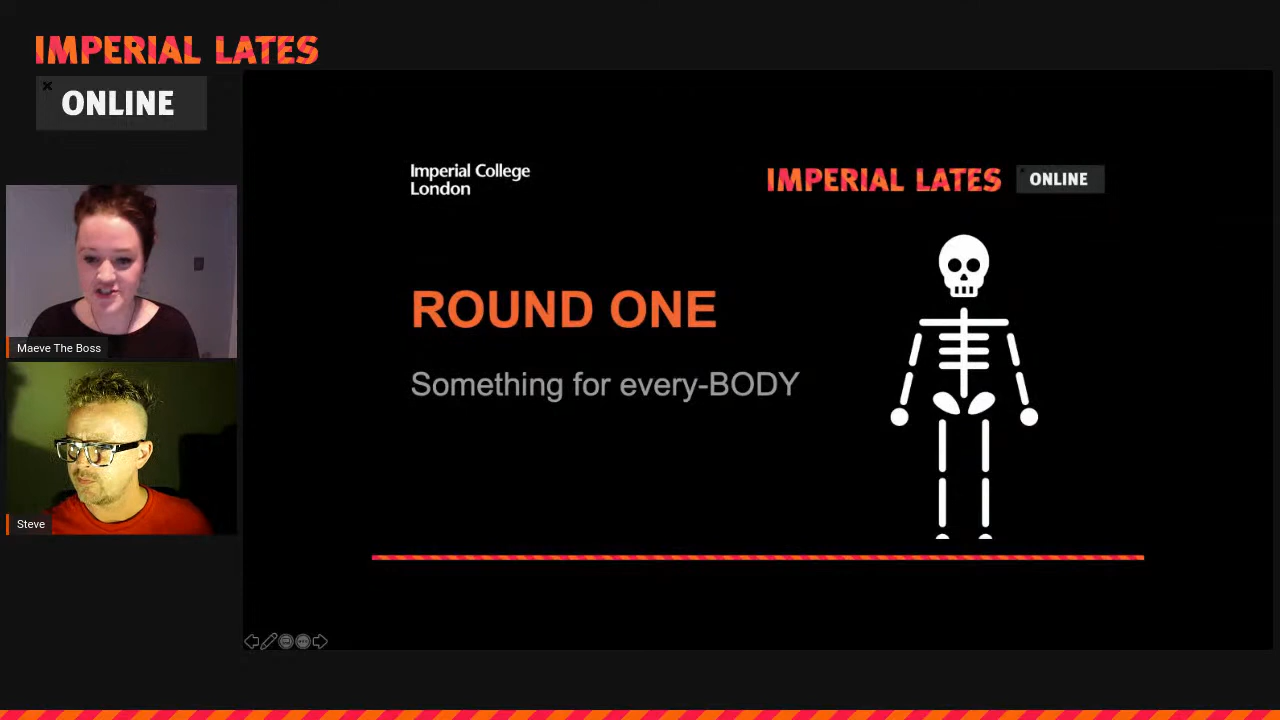 IMPERIAL LATES
ONLINE
Imperial College
London
IMPERIAL LATES ONLINE
ROUND ONE
Something for every-BODY
Maeve The Boss
Steve